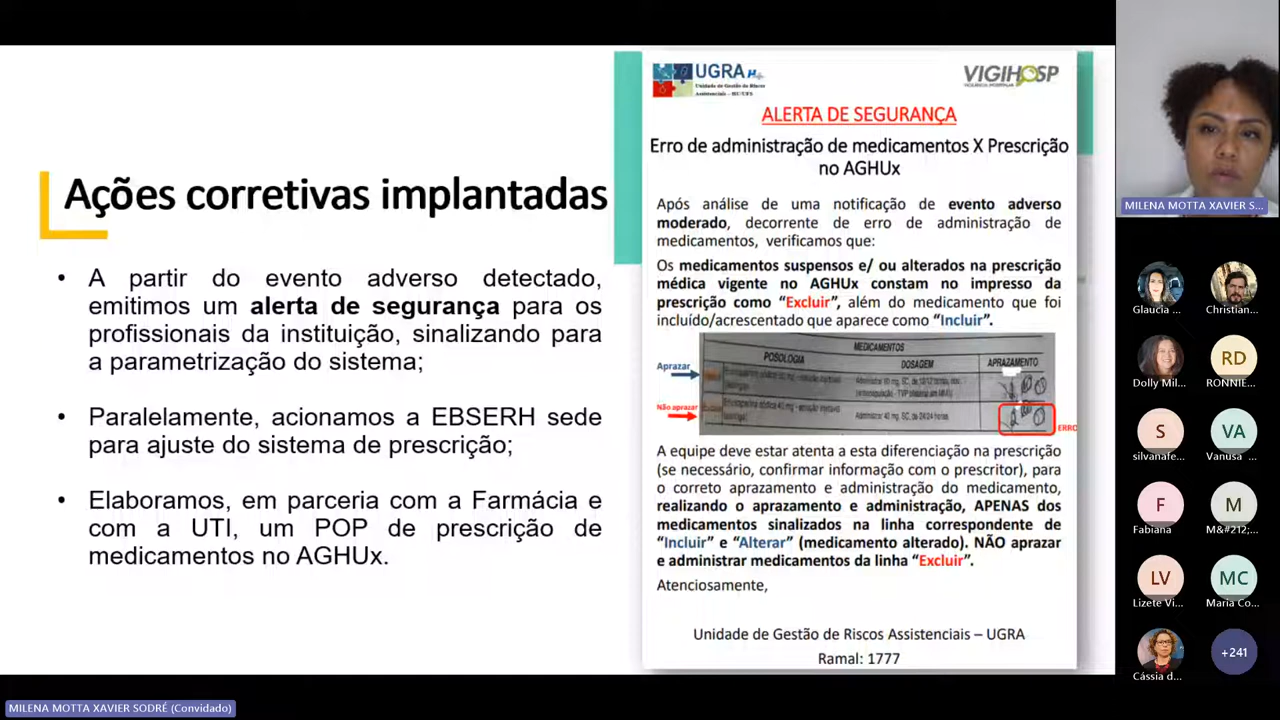 Ações corretivas implantadas
• A partir do evento adverso detectado,
emitimos um alerta de segurança para os
profissionais da instituição, sinalizando para
a parametrização do sistema;
• Paralelamente, acionamos a EBSERH sede
para ajuste do sistema de prescrição;
• Elaboramos, em parceria com a Farmácia e
com a UTI, um POP de prescrição de
medicamentos no AGHUx.
UGRA
Unidade de Gestão de Riscos
Assistenciais – HU/UFS
VIGIHOSP
ALERTA DE SEGURANÇA
Erro de administração de medicamentos X Prescrição
no AGHUx
Após análise de uma notificação de evento adverso
moderado, decorrente de erro de administração de
medicamentos, verificamos que:
Os medicamentos suspensos e/ ou alterados na prescrição
médica vigente no AGHUx constam no impresso da
prescrição como “Excluir”, além do medicamento que foi
incluído/acrescentado que aparece como “Incluir”.
MEDICAMENTOS
POSOLOGIA
DOSAGEM
APRAZAMENTO
Aprazar
Não aprazar
ERRO
A equipe deve estar atenta a esta diferenciação na prescrição
(se necessário, confirmar informação com o prescritor), para
o correto aprazamento e administração do medicamento,
realizando o aprazamento e administração, APENAS dos
medicamentos sinalizados na linha correspondente de
“Incluir” e “Alterar” (medicamento alterado). NÃO aprazar
e administrar medicamentos da linha “Excluir”.
Atenciosamente,
Unidade de Gestão de Riscos Assistenciais – UGRA
Ramal: 1777
MILENA MOTTA XAVIER S...
Glaucia ...
Christian...
Dolly Mil...
RD
RONNIE...
S
silvanafe...
VA
Vanusa ...
F
Fabiana
M
M&#212;...
LV
Lizete Vi...
MC
Maria Co...
Cássia d...
+241
MILENA MOTTA XAVIER SODRÉ (Convidado)